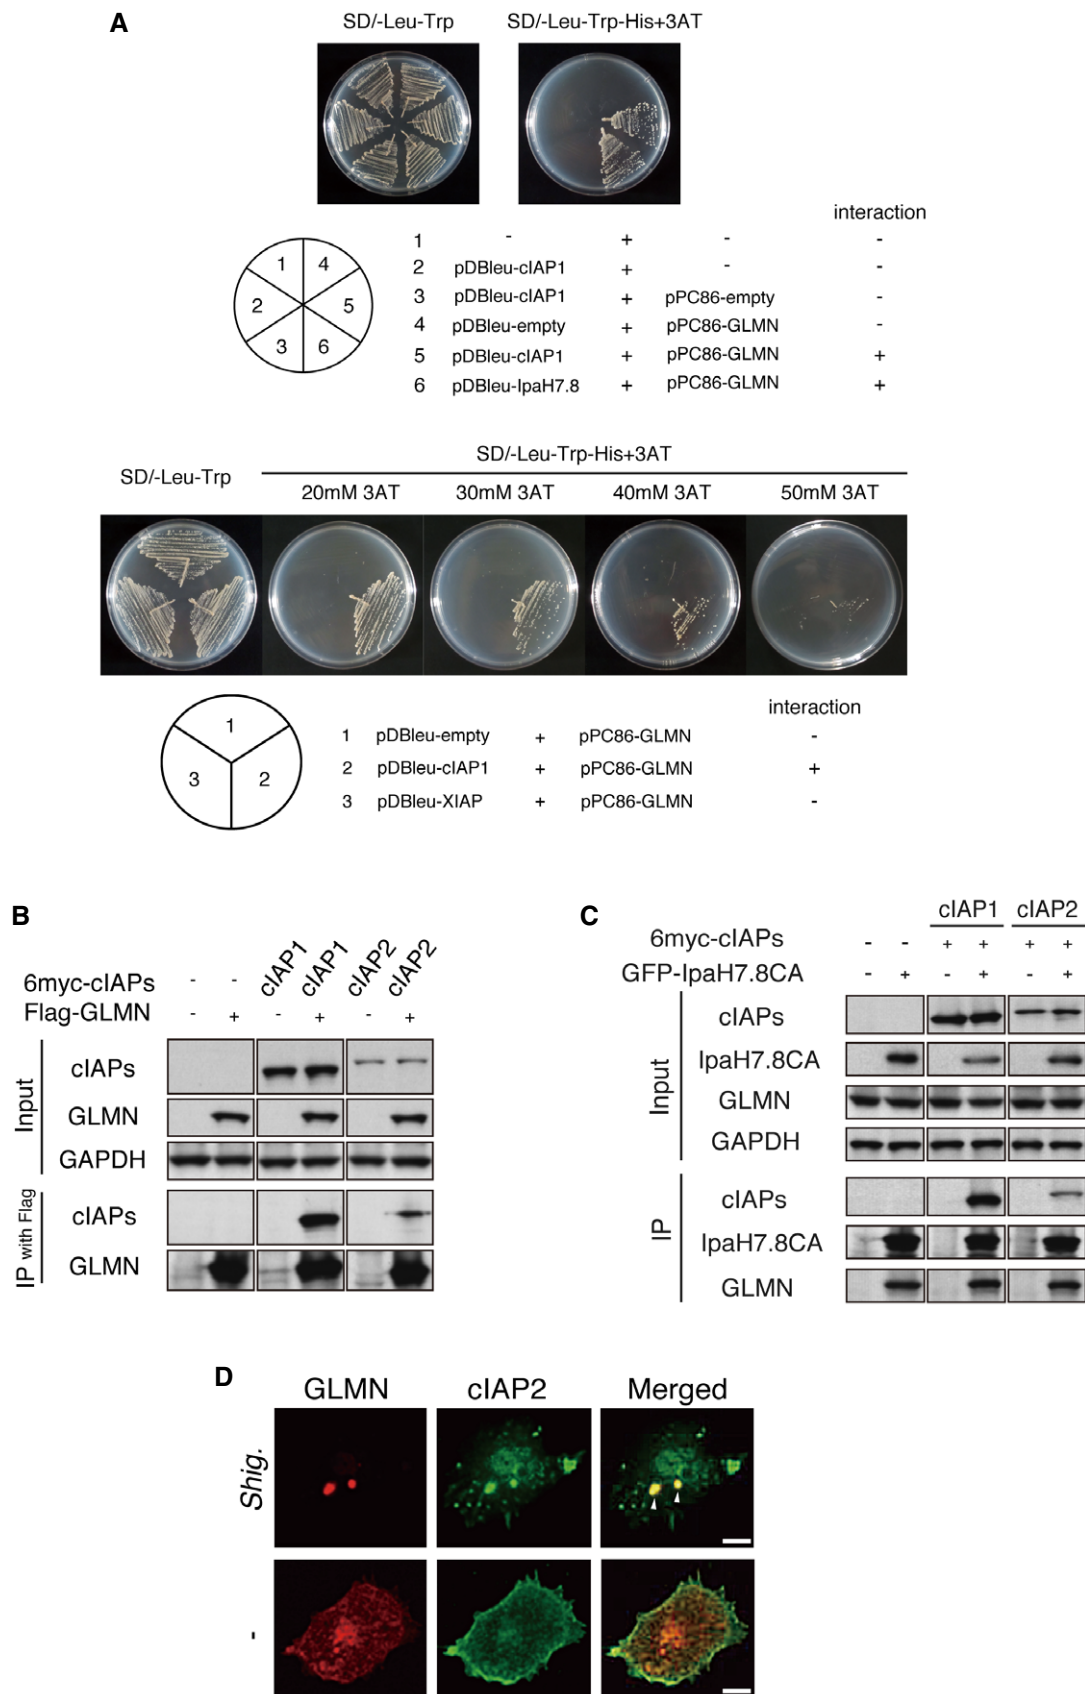 A
SD/-Leu-Trp SD/-Leu-Trp-His+3AT
interaction
1 - + - -
2 pDBleu-cIAP1 + - -
3 pDBleu-cIAP1 + pPC86-empty -
4 pDBleu-empty + pPC86-GLMN -
5 pDBleu-cIAP1 + pPC86-GLMN +
6 pDBleu-IpaH7.8 + pPC86-GLMN +
1 4
2 5
3 6
SD/-Leu-Trp-His+3AT
SD/-Leu-Trp
20mM 3AT 30mM 3AT 40mM 3AT 50mM 3AT
interaction
1 pDBleu-empty + pPC86-GLMN -
2 pDBleu-cIAP1 + pPC86-GLMN +
3 pDBleu-XIAP + pPC86-GLMN -
1
3 2
B
6myc-cIAPs - - cIAP1 cIAP1 cIAP2 cIAP2
Flag-GLMN - + - + - +
Input
cIAPs
GLMN
GAPDH
IP with Flag
cIAPs
GLMN
C
cIAP1 cIAP2
6myc-cIAPs - - + + + +
GFP-IpaH7.8CA - + - + - +
Input
cIAPs
IpaH7.8CA
GLMN
GAPDH
IP
cIAPs
IpaH7.8CA
GLMN
D
GLMN cIAP2 Merged
Shig.
-